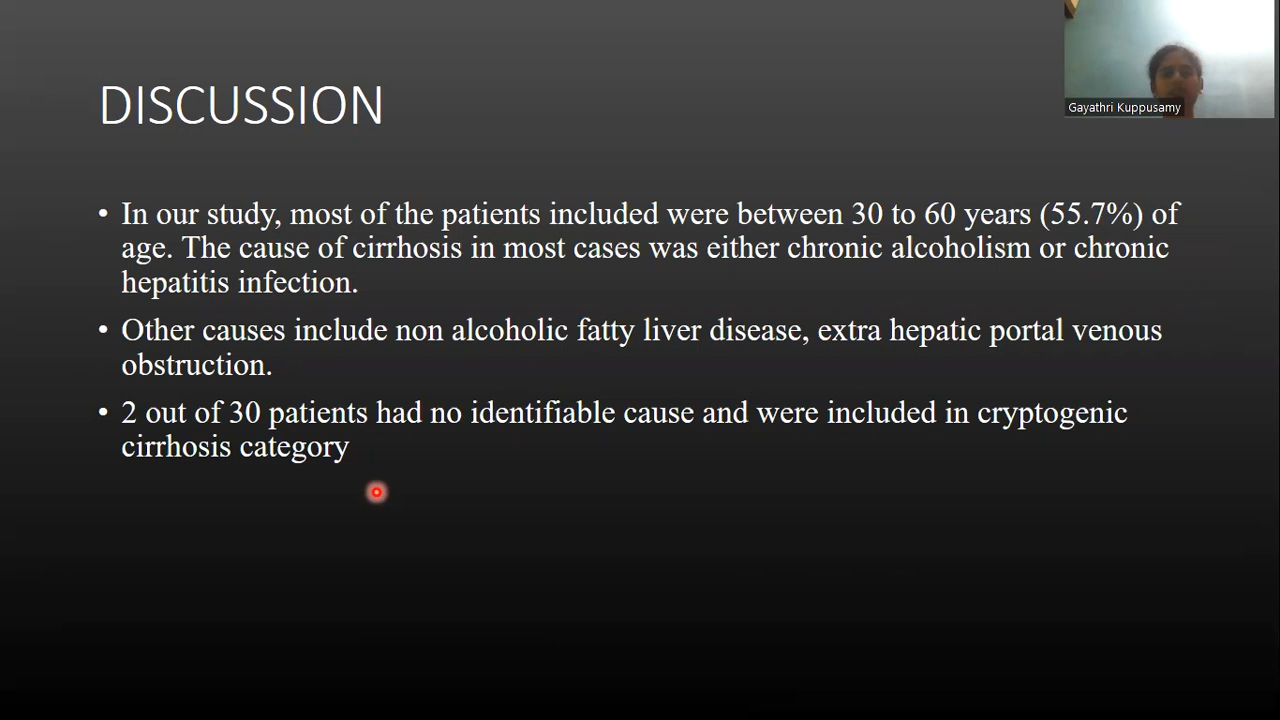 Gayathri Kuppusamy
DISCUSSION
• In our study, most of the patients included were between 30 to 60 years (55.7%) of
age. The cause of cirrhosis in most cases was either chronic alcoholism or chronic
hepatitis infection.
• Other causes include non alcoholic fatty liver disease, extra hepatic portal venous
obstruction.
• 2 out of 30 patients had no identifiable cause and were included in cryptogenic
cirrhosis category